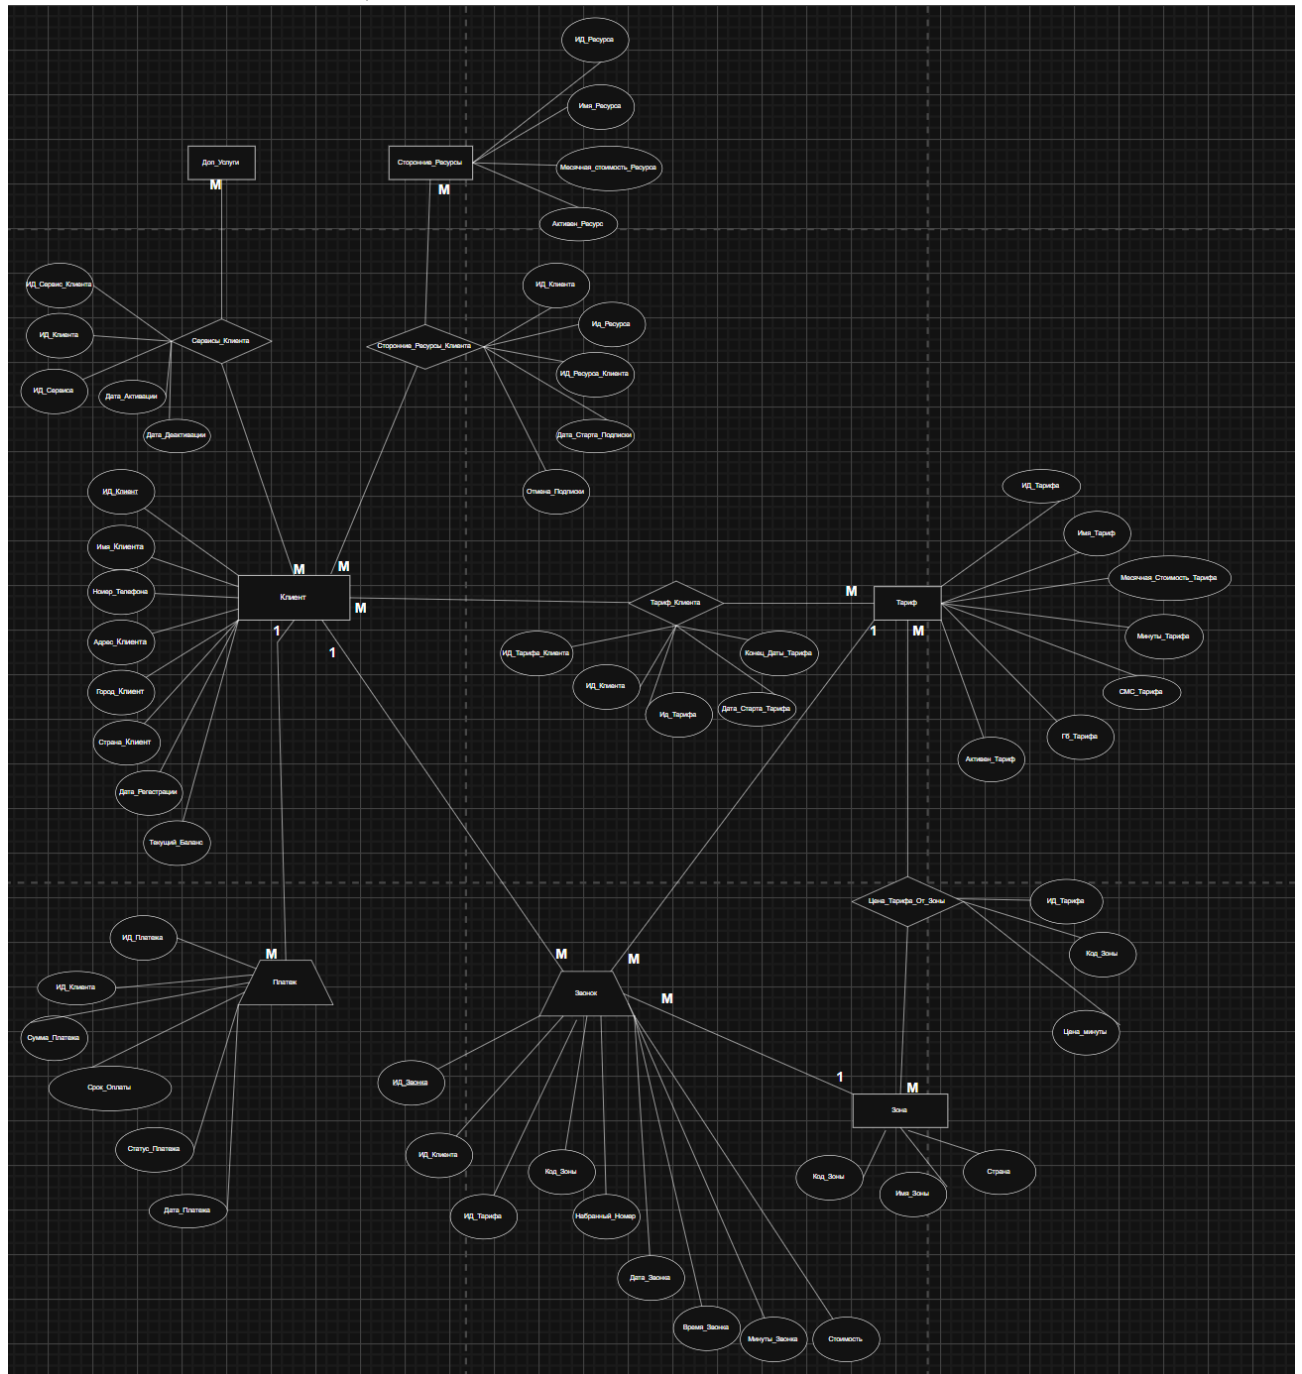 ИД_Ресурса
Имя_Ресурса
Доп_Услуги
Сторонние_Ресурсы
Месячная_стоимость_Ресурса
М
М
Активен_Ресурс
ИД_Сервис_Клиента
ИД_Клиента
Ид_Ресурса
ИД_Клиента
Сервисы_Клиента
Сторонние_Ресурсы_Клиента
ИД_Ресурса_Клиента
ИД_Сервиса
Дата_Активации
Дата_Деактивации
Дата_Старта_Подписки
ИД_Клиент
Отмена_Подписки
ИД_Тарифа
Имя_Клиента
Имя_Тариф
М
М
Месячная_Стоимость_Тарифа
Номер_Телефона
Клиент
М
Тариф_Клиента
М
Тариф
1
1
1
М
Минуты_Тарифа
Адрес_Клиента
ИД_Тарифа_Клиента
Конец_Даты_Тарифа
ИД_Клиента
Город_Клиент
СМС_Тарифа
Ид_Тарифа
Дата_Старта_Тарифа
Страна_Клиент
Гб_Тарифа
Активен_Тариф
Дата_Регестрации
Текущий_Баланс
Цена_Тарифа_От_Зоны
ИД_Тарифа
ИД_Платежа
М
М
М
Код_Зоны
Платеж
ИД_Клиента
Звонок
М
Сумма_Платежа
Цена_минуты
ИД_Звонка
1
М
Срок_Оплаты
Зона
Статус_Платежа
ИД_Клиента
Код_Зоны
Код_Зоны
Страна
Имя_Зоны
Дата_Платежа
ИД_Тарифа
Набранный_Номер
Дата_Звонка
Время_Звонка
Минуты_Звонка
Стоимость